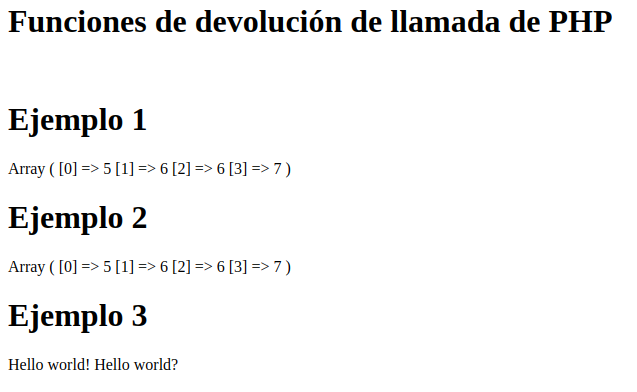 Funciones de devolución de llamada de PHP
Ejemplo 1
Array ( [0] => 5 [1] => 6 [2] => 6 [3] => 7 )
Ejemplo 2
Array ( [0] => 5 [1] => 6 [2] => 6 [3] => 7 )
Ejemplo 3
Hello world! Hello world?